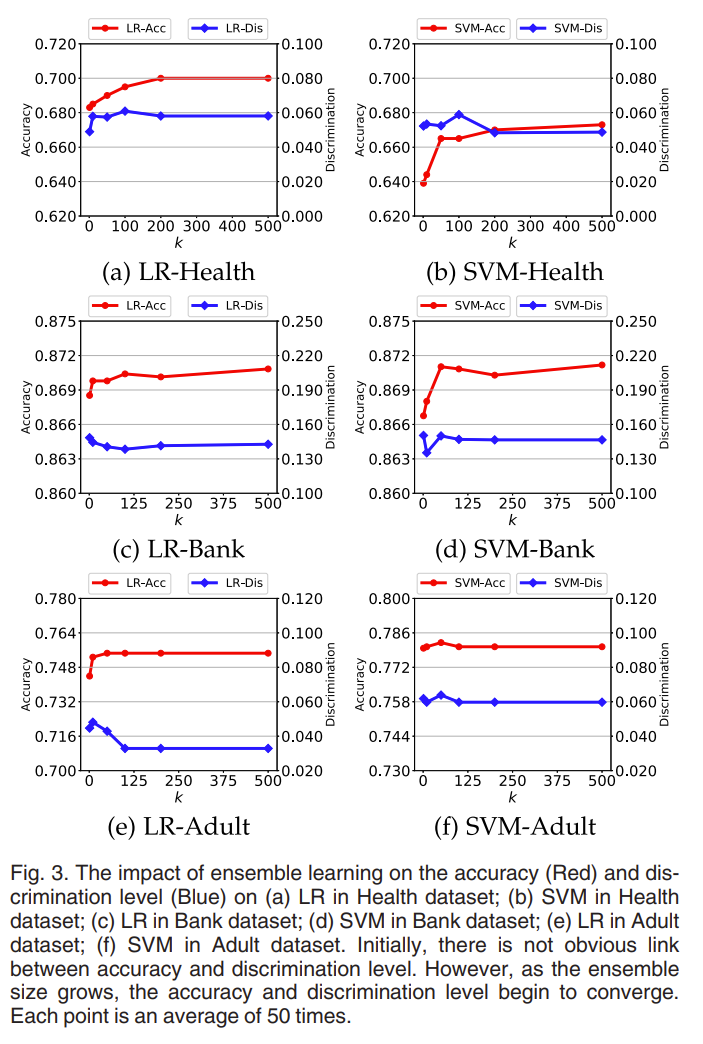 LR-Acc LR-Dis
0.720 0.100
0.700 0.080
0.680 0.060
0.660 0.040
0.640 0.020
0.620 0.000
Accuracy
Discrimination
0 100 200 300 400 500
k
(a) LR-Health
SVM-Acc SVM-Dis
0.720 0.100
0.700 0.080
0.680 0.060
0.660 0.040
0.640 0.020
0.620 0.000
Accuracy
Discrimination
0 100 200 300 400 500
k
(b) SVM-Health
LR-Acc LR-Dis
0.875 0.250
0.872 0.220
0.869 0.190
0.866 0.160
0.863 0.130
0.860 0.100
Accuracy
Discrimination
0 125 250 375 500
k
(c) LR-Bank
SVM-Acc SVM-Dis
0.875 0.250
0.872 0.220
0.869 0.190
0.866 0.160
0.863 0.130
0.860 0.100
Accuracy
Discrimination
0 125 250 375 500
k
(d) SVM-Bank
LR-Acc LR-Dis
0.780 0.120
0.764 0.100
0.748 0.080
0.732 0.060
0.716 0.040
0.700 0.020
Accuracy
Discrimination
0 125 250 375 500
k
(e) LR-Adult
SVM-Acc SVM-Dis
0.800 0.120
0.786 0.100
0.772 0.080
0.758 0.060
0.744 0.040
0.730 0.020
Accuracy
Discrimination
0 125 250 375 500
k
(f) SVM-Adult
Fig. 3. The impact of ensemble learning on the accuracy (Red) and dis-
crimination level (Blue) on (a) LR in Health dataset; (b) SVM in Health
dataset; (c) LR in Bank dataset; (d) SVM in Bank dataset; (e) LR in Adult
dataset; (f) SVM in Adult dataset. Initially, there is not obvious link
between accuracy and discrimination level. However, as the ensemble
size grows, the accuracy and discrimination level begin to converge.
Each point is an average of 50 times.